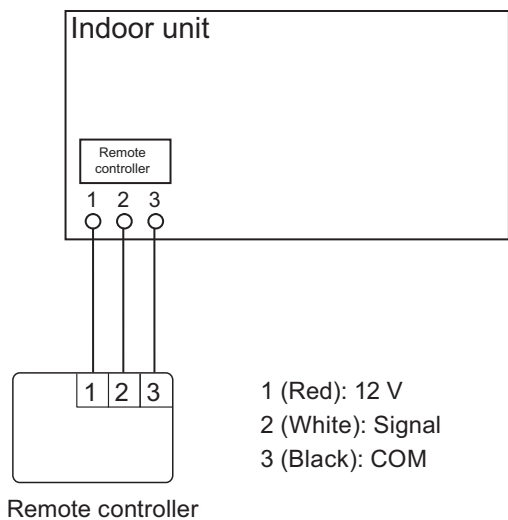 Indoor unit
Remote
controller
1 2 3
1 2 3
1 (Red): 12 V
2 (White): Signal
3 (Black): COM
Remote controller